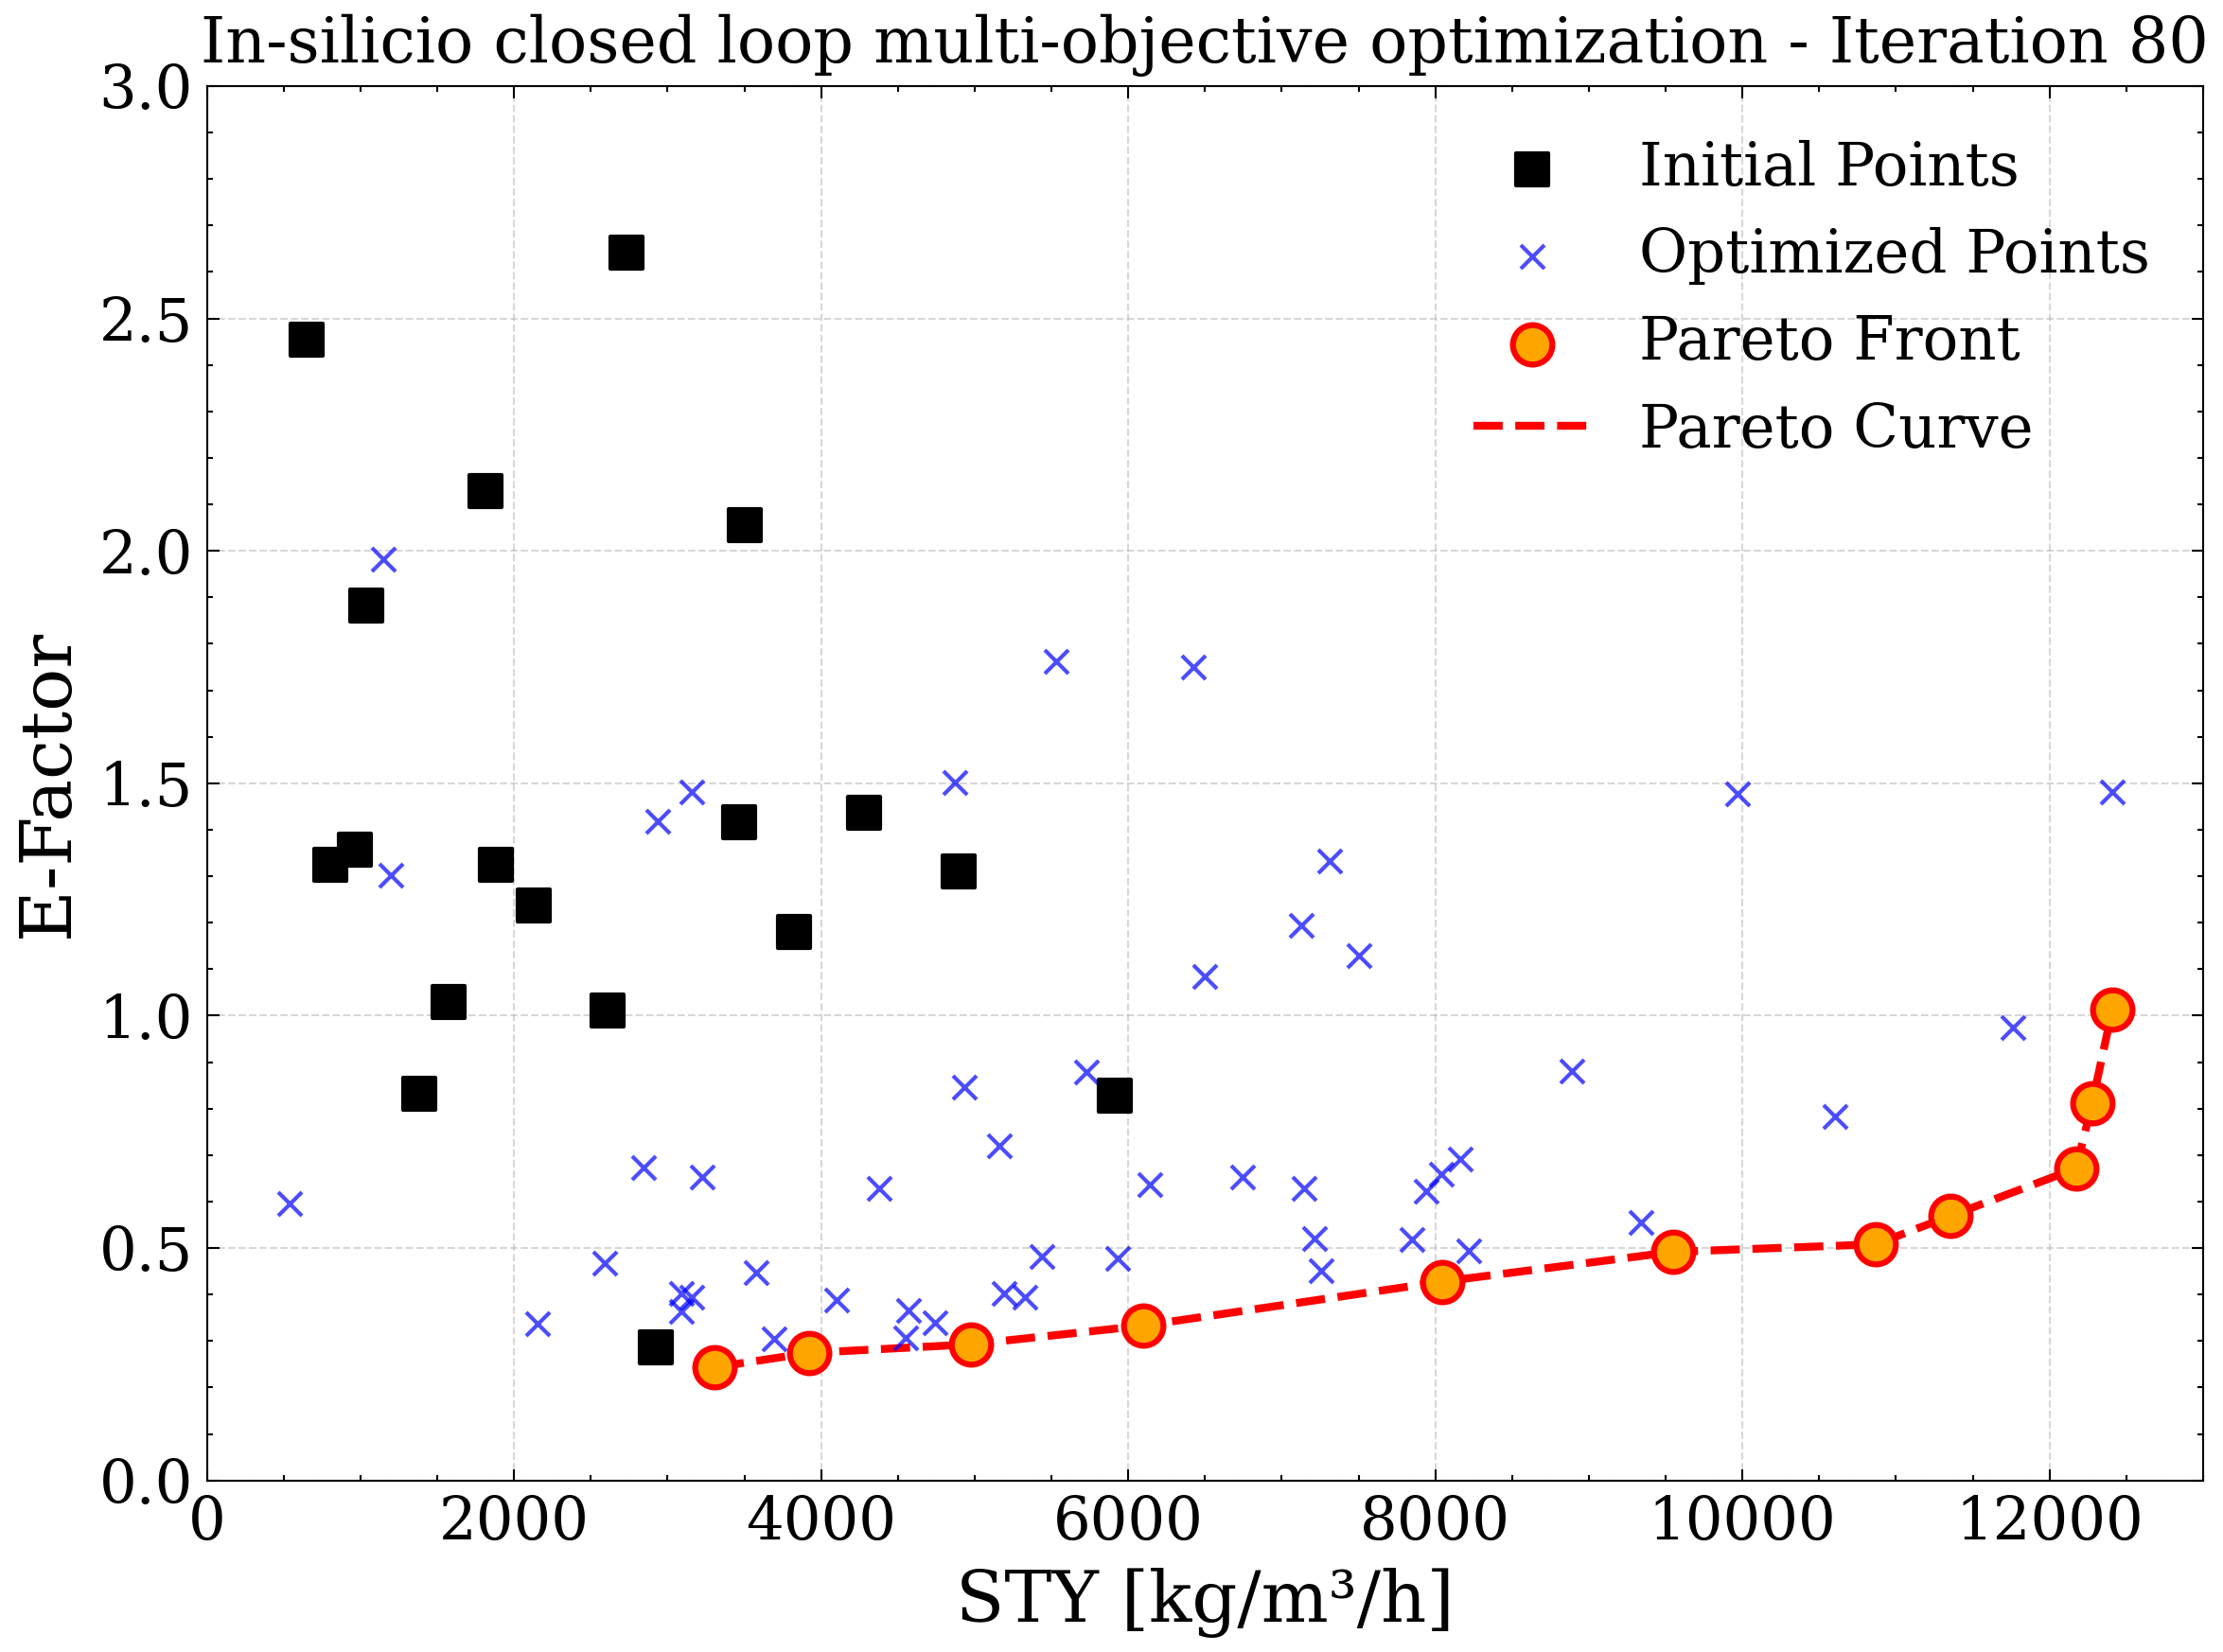 In-silicio closed loop multi-objective optimization - Iteration 80
3.0
2.5
2.0
1.5
1.0
0.5
0.0
E-Factor
Initial Points
Optimized Points
Pareto Front
Pareto Curve
0 2000 4000 6000 8000 10000 12000
STY [kg/m³/h]